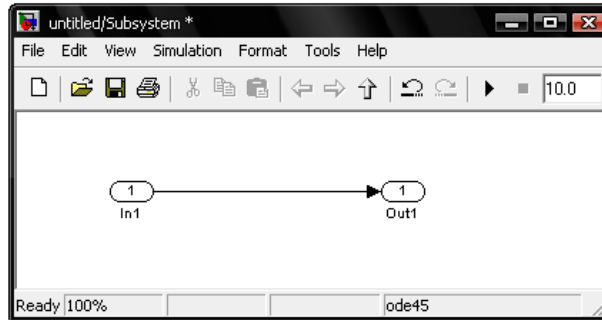 untitled/Subsystem *
File Edit View Simulation Format Tools Help
10.0
1 1
In1 Out1
Ready 100% ode45